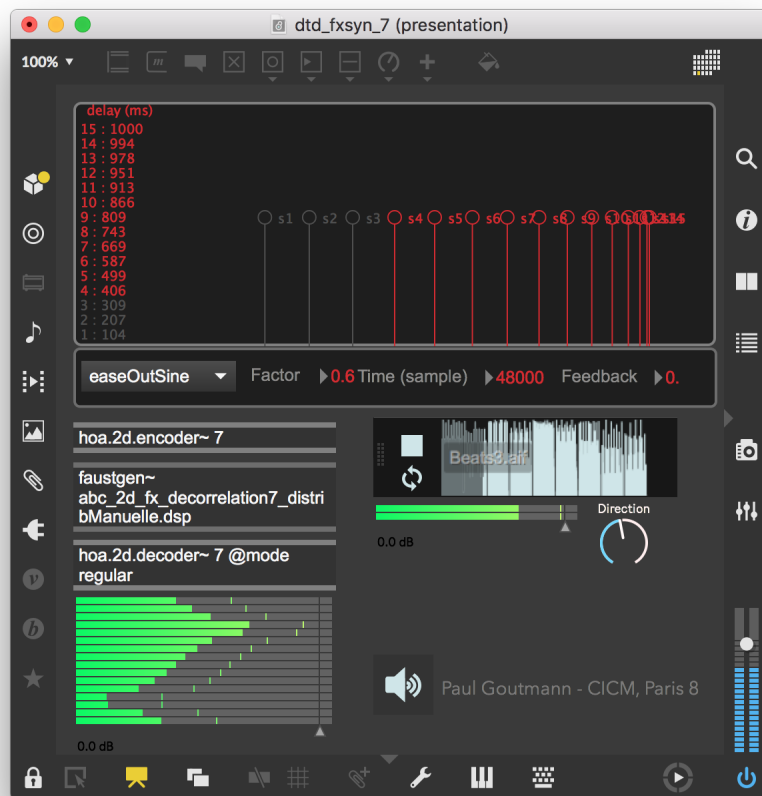 dtd_fxsyn_7 (presentation)
100%
delay (ms)
15 : 1000
14 : 994
13 : 978
12 : 951
11 : 913
10 : 866
9 : 809
8 : 743
7 : 669
6 : 587
5 : 499
4 : 406
3 : 309
2 : 207
1 : 104
s1 s2 s3 s4 s5 s6 s7 s8 s9
easeOutSine Factor 0.6 Time (sample) 48000 Feedback 0.
hoa.2d.encoder~ 7
faustgen~
abc_2d_fx_decorrelation7_distri
bManuelle.dsp
hoa.2d.decoder~ 7 @mode
regular
0.0 dB
Beats3.aif
0.0 dB
Direction
Paul Goutmann - CICM, Paris 8